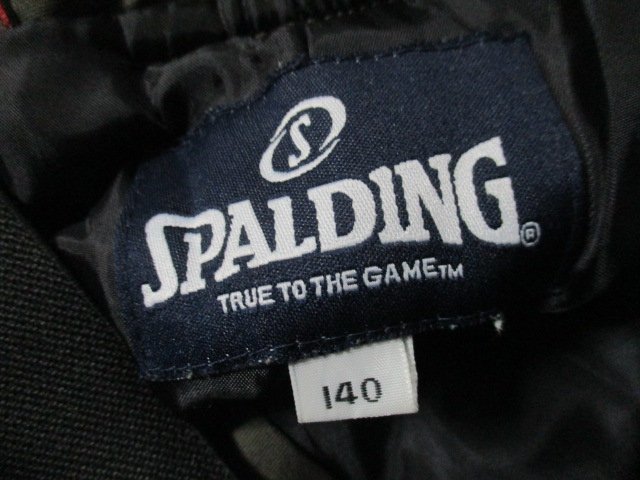 S
SPALDING®
TRUE TO THE GAME™
140